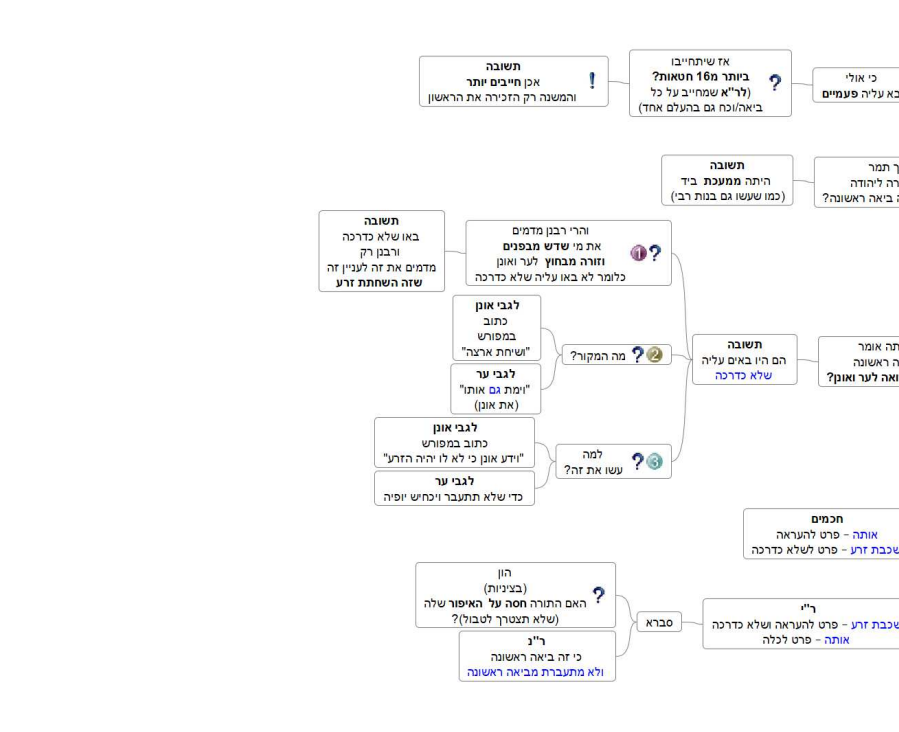 כי אולי
בא עליה פעמיים
אז שיתחייבו
ביותר מ16 חטאות?
(לר"א שמחייב על כל
ביאה/וכח גם בהעלם אחד)
תשובה
אכן חייבים יותר
והמשנה רק הזכירה את הראשון
ך תמר
רה ליהודה
ביאה ראשונה?
תשובה
היתה ממעכת ביד
(כמו שעשו גם בנות רבי)
תה אומר
ה ראשונה
ואה לער ואונן?
תשובה
הם היו באים עליה
שלא כדרכה
והרי רבנן מדמים
את מי שדש מבפנים
וזורה מבחוץ לער ואונן
כלומר לא באו עליה שלא כדרכה
תשובה
באו שלא כדרכה
ורבנן רק
מדמים את זה לעניין זה
שזה השחתת זרע
מה המקור?
לגבי אונן
כתוב
במפורש
"ושיחת ארצה"
לגבי ער
"וימת גם אותו"
(את אונן)
למה
עשו את זה?
לגבי אונן
כתוב במפורש
"וידע אונן כי לא לו יהיה הזרע"
לגבי ער
כדי שלא תתעבר ויכחיש יופיה
חכמים
אותה – פרט להעראה
שכבת זרע – פרט לשלא כדרכה
ר"י
שכבת זרע – פרט להעראה ושלא כדרכה
אותה – פרט לכלה
סברא
הון
(בציניות)
האם התורה חסה על האיפור שלה
(שלא תצטרך לטבול)?
ר"נ
כי זה ביאה ראשונה
ולא מתעברת מביאה ראשונה